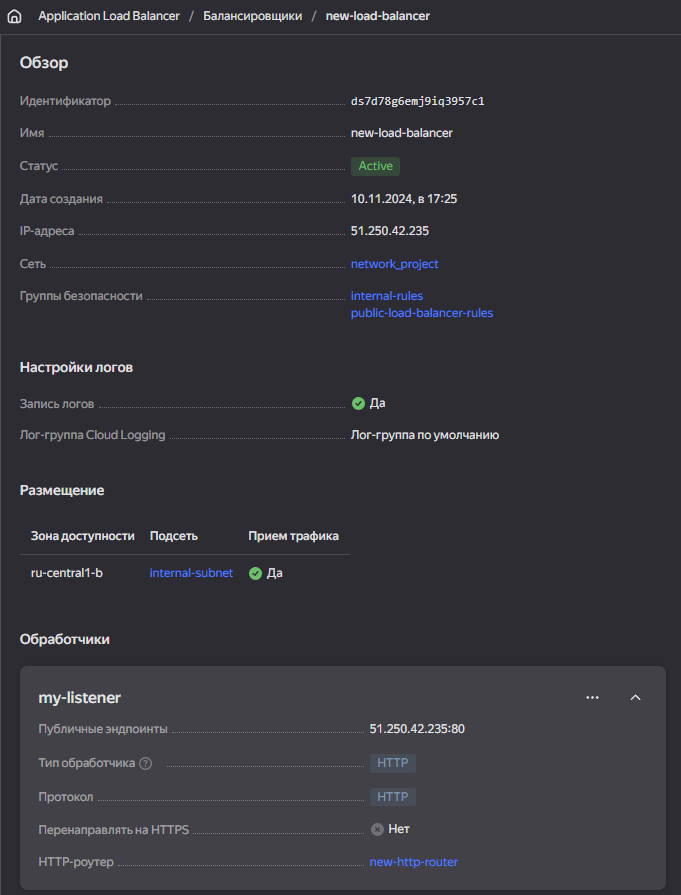 Application Load Balancer / Балансировщики / new-load-balancer
Обзор
Идентификатор ds7d78g6emj9iq3957c1
Имя new-load-balancer
Статус Active
Дата создания 10.11.2024, в 17:25
IP-адреса 51.250.42.235
Сеть network_project
Группы безопасности internal-rules
public-load-balancer-rules
Настройки логов
Запись логов Да
Лог-группа Cloud Logging Лог-группа по умолчанию
Размещение
Зона доступности Подсеть Прием трафика
ru-central1-b internal-subnet Да
Обработчики
my-listener
Публичные эндпоинты 51.250.42.235:80
Тип обработчика ? HTTP
Протокол HTTP
Перенаправлять на HTTPS Нет
HTTP-роутер new-http-router